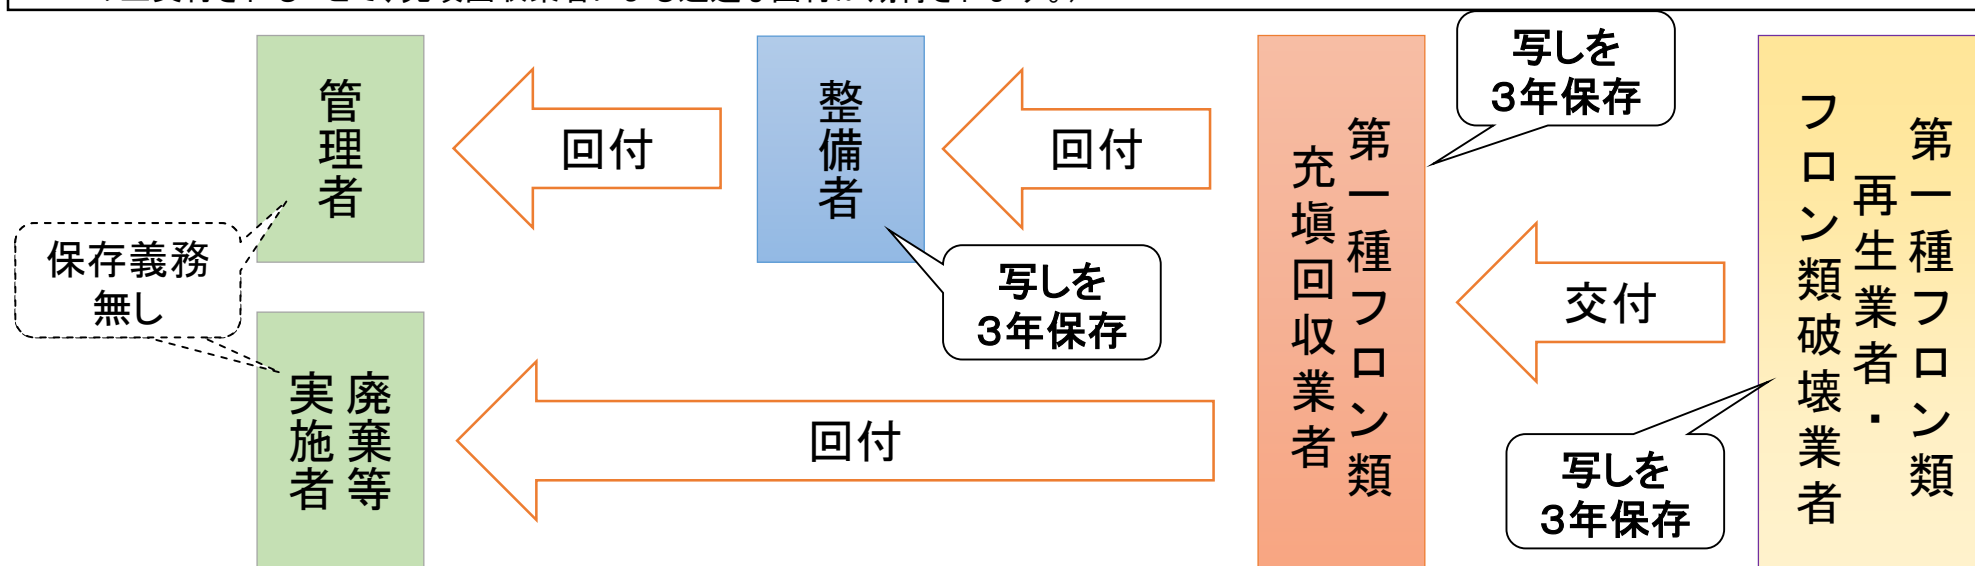 管理者
回付
整備者
回付
第一種フロン類
充塡回収業者
写しを
3年保存
第一種フロン類
再生業者・
フロン類破壊業者
保存義務
無し
写しを
3年保存
交付
廃棄等
実施者
回付
写しを
3年保存